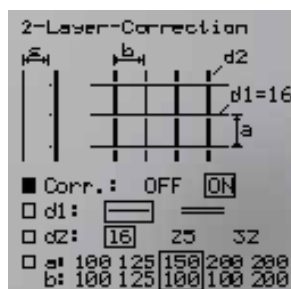 2-Layer-Correction
s b d2
d1=16
a
Corr.: OFF ON
d1:
d2: 16 25 32
a: 100 125 150 200 200
b: 100 125 100 100 200